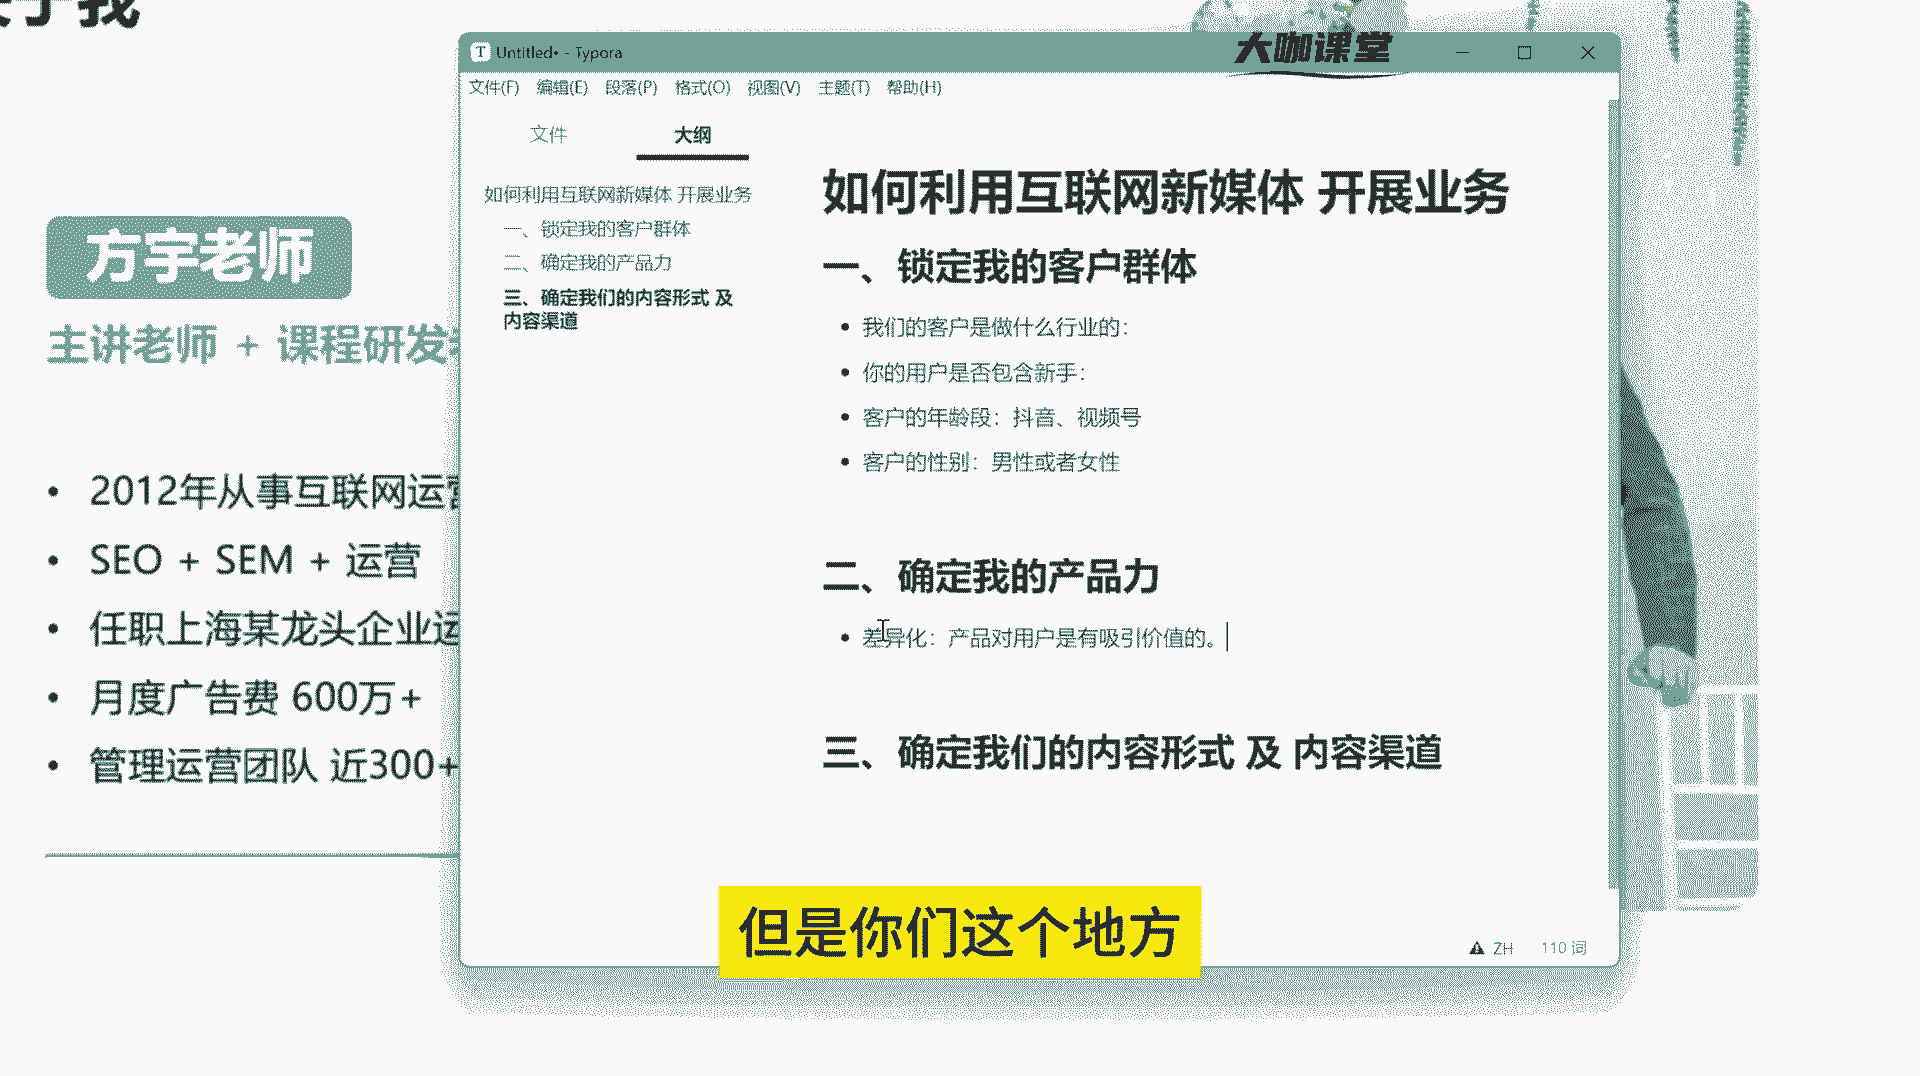 我
方宇老师
主讲老师 + 课程研发
2012年从事互联网运营
SEO + SEM + 运营
任职上海某龙头企业运
月度广告费 600万+
管理运营团队 近300+
Untitled• - Typora
大咖课堂
文件(F) 编辑(E) 段落(P) 格式(O) 视图(V) 主题(T) 帮助(H)
文件 大纲
如何利用互联网新媒体 开展业务
一、锁定我的客户群体
二、确定我的产品力
三、确定我们的内容形式 及
内容渠道
如何利用互联网新媒体 开展业务
一、锁定我的客户群体
我们的客户是做什么行业的：
你的用户是否包含新手：
客户的年龄段：抖音、视频号
客户的性别：男性或者女性
二、确定我的产品力
差异化：产品对用户是有吸引价值的。
三、确定我们的内容形式 及 内容渠道
但是你们这个地方
ZH 110 词